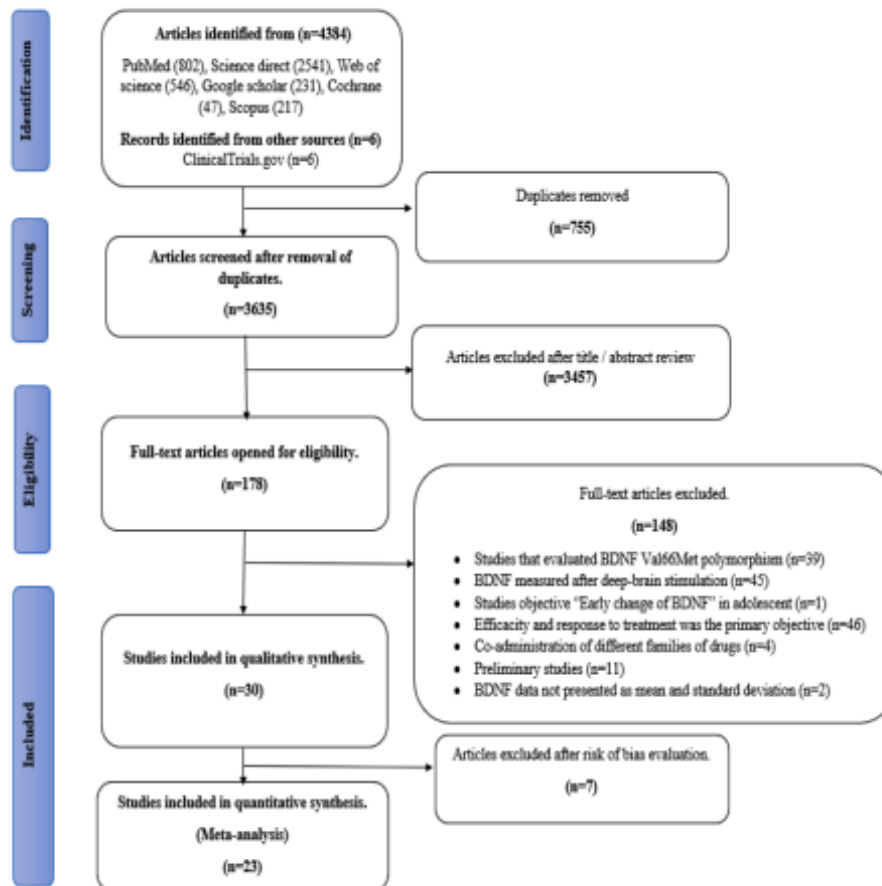 Identification
Articles identified from (n=4384)
PubMed (802), Science direct (2541), Web of
science (546), Google scholar (231), Cochrane
(47), Scopus (217)
Records identified from other sources (n=6)
ClinicalTrials.gov (n=6)
Duplicates removed
(n=755)
Screening
Articles screened after removal of
duplicates.
(n=3635)
Articles excluded after title / abstract review
(n=3457)
Eligibility
Full-text articles opened for eligibility.
(n=178)
Full-text articles excluded.
(n=148)
• Studies that evaluated BDNF Val66Met polymorphism (n=39)
• BDNF measured after deep-brain stimulation (n=45)
• Studies objective "Early change of BDNF" in adolescent (n=1)
• Efficacity and response to treatment was the primary objective (n=46)
• Co-administration of different families of drugs (n=4)
• Preliminary studies (n=11)
• BDNF data not presented as mean and standard deviation (n=2)
Included
Studies included in qualitative synthesis.
(n=30)
Articles excluded after risk of bias evaluation.
(n=7)
Studies included in quantitative synthesis.
(Meta-analysis)
(n=23)